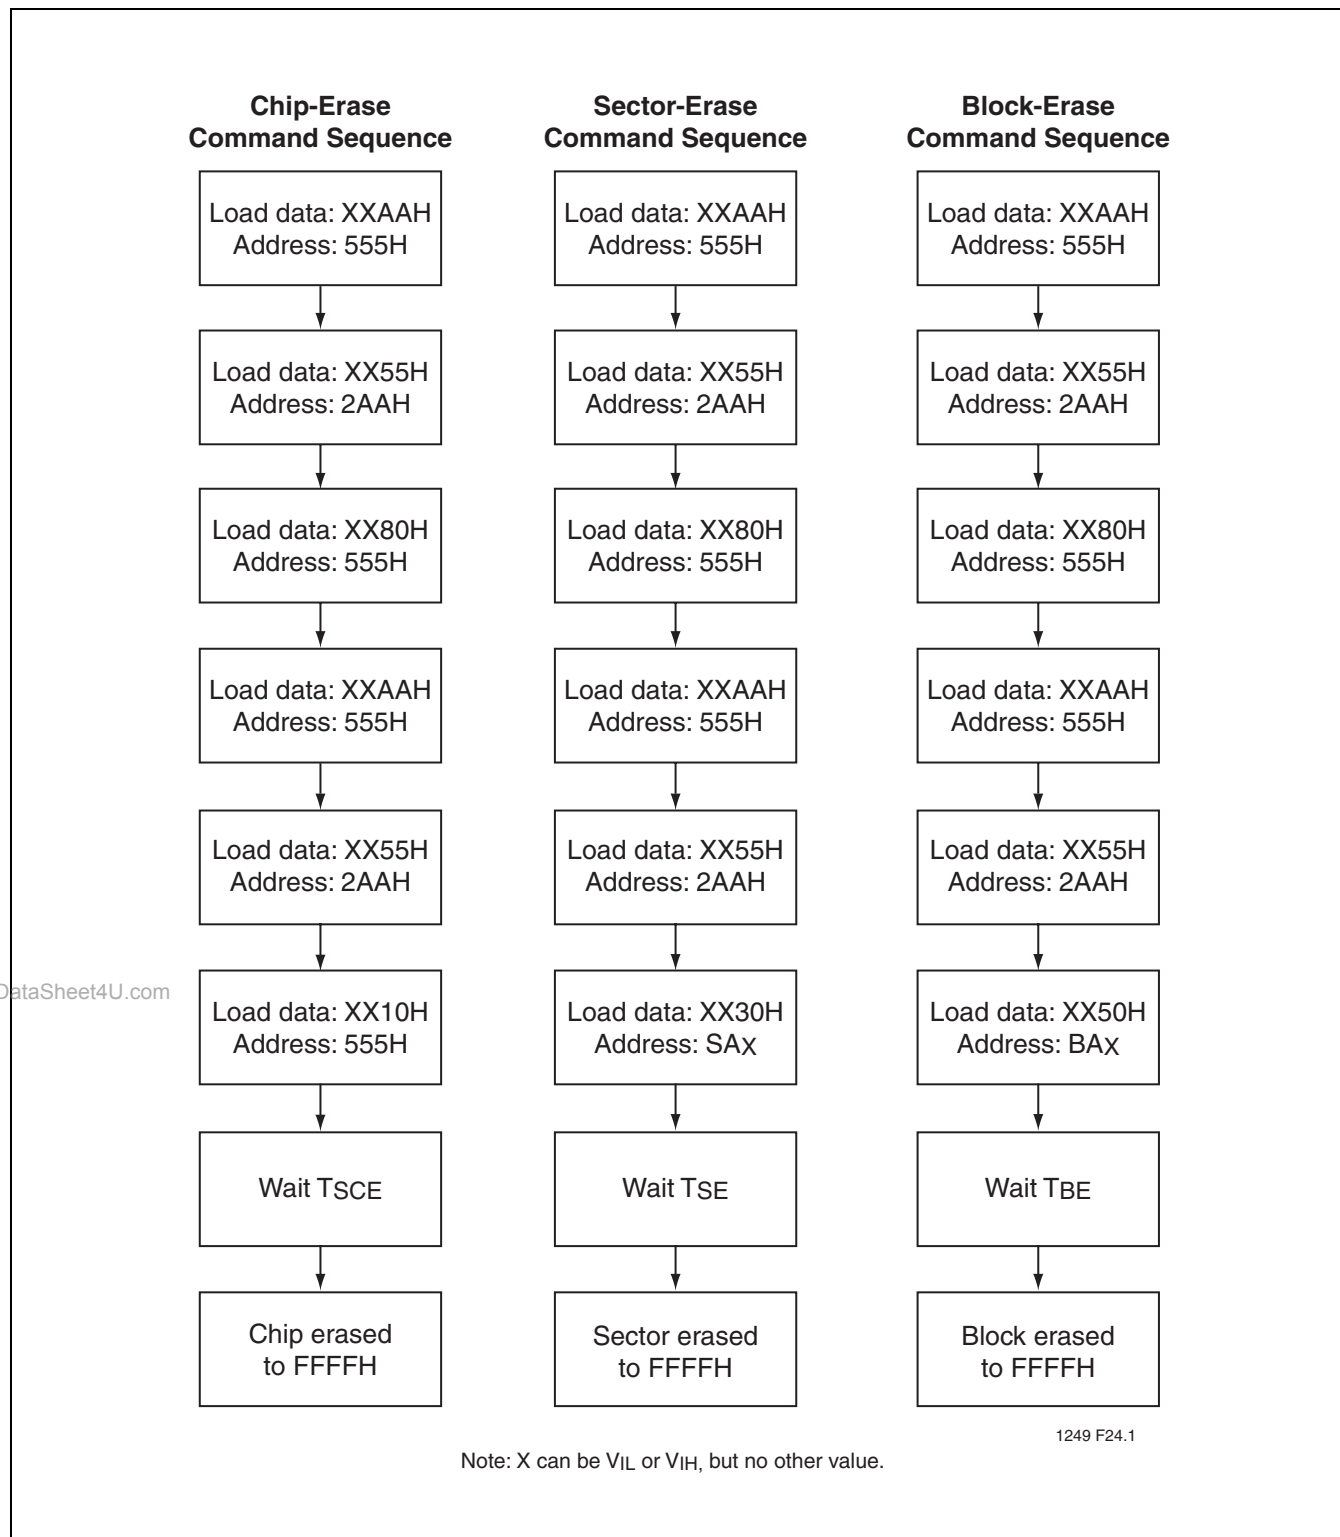 Chip-Erase
Command Sequence
Load data: XXAAH
Address: 555H
Load data: XX55H
Address: 2AAH
Load data: XX80H
Address: 555H
Load data: XXAAH
Address: 555H
Load data: XX55H
Address: 2AAH
Load data: XX10H
Address: 555H
Wait TSCE
Chip erased
to FFFFH
Sector-Erase
Command Sequence
Load data: XXAAH
Address: 555H
Load data: XX55H
Address: 2AAH
Load data: XX80H
Address: 555H
Load data: XXAAH
Address: 555H
Load data: XX55H
Address: 2AAH
Load data: XX30H
Address: SAX
Wait TSE
Sector erased
to FFFFH
Block-Erase
Command Sequence
Load data: XXAAH
Address: 555H
Load data: XX55H
Address: 2AAH
Load data: XX80H
Address: 555H
Load data: XXAAH
Address: 555H
Load data: XX55H
Address: 2AAH
Load data: XX50H
Address: BAX
Wait TBE
Block erased
to FFFFH
DataSheet4U.com
1249 F24.1
Note: X can be VIL or VIH, but no other value.